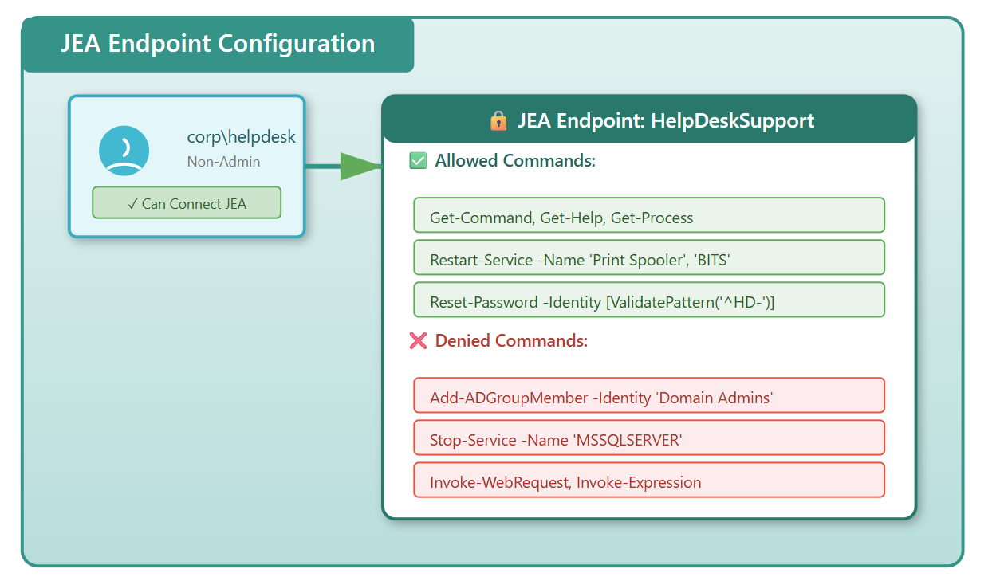 JEA Endpoint Configuration
corp\helpdesk
Non-Admin
✓ Can Connect JEA
🔒 JEA Endpoint: HelpDeskSupport
✅ Allowed Commands:
Get-Command, Get-Help, Get-Process
Restart-Service -Name 'Print Spooler', 'BITS'
Reset-Password -Identity [ValidatePattern('^HD-')]
❌ Denied Commands:
Add-ADGroupMember -Identity 'Domain Admins'
Stop-Service -Name 'MSSQLSERVER'
Invoke-WebRequest, Invoke-Expression